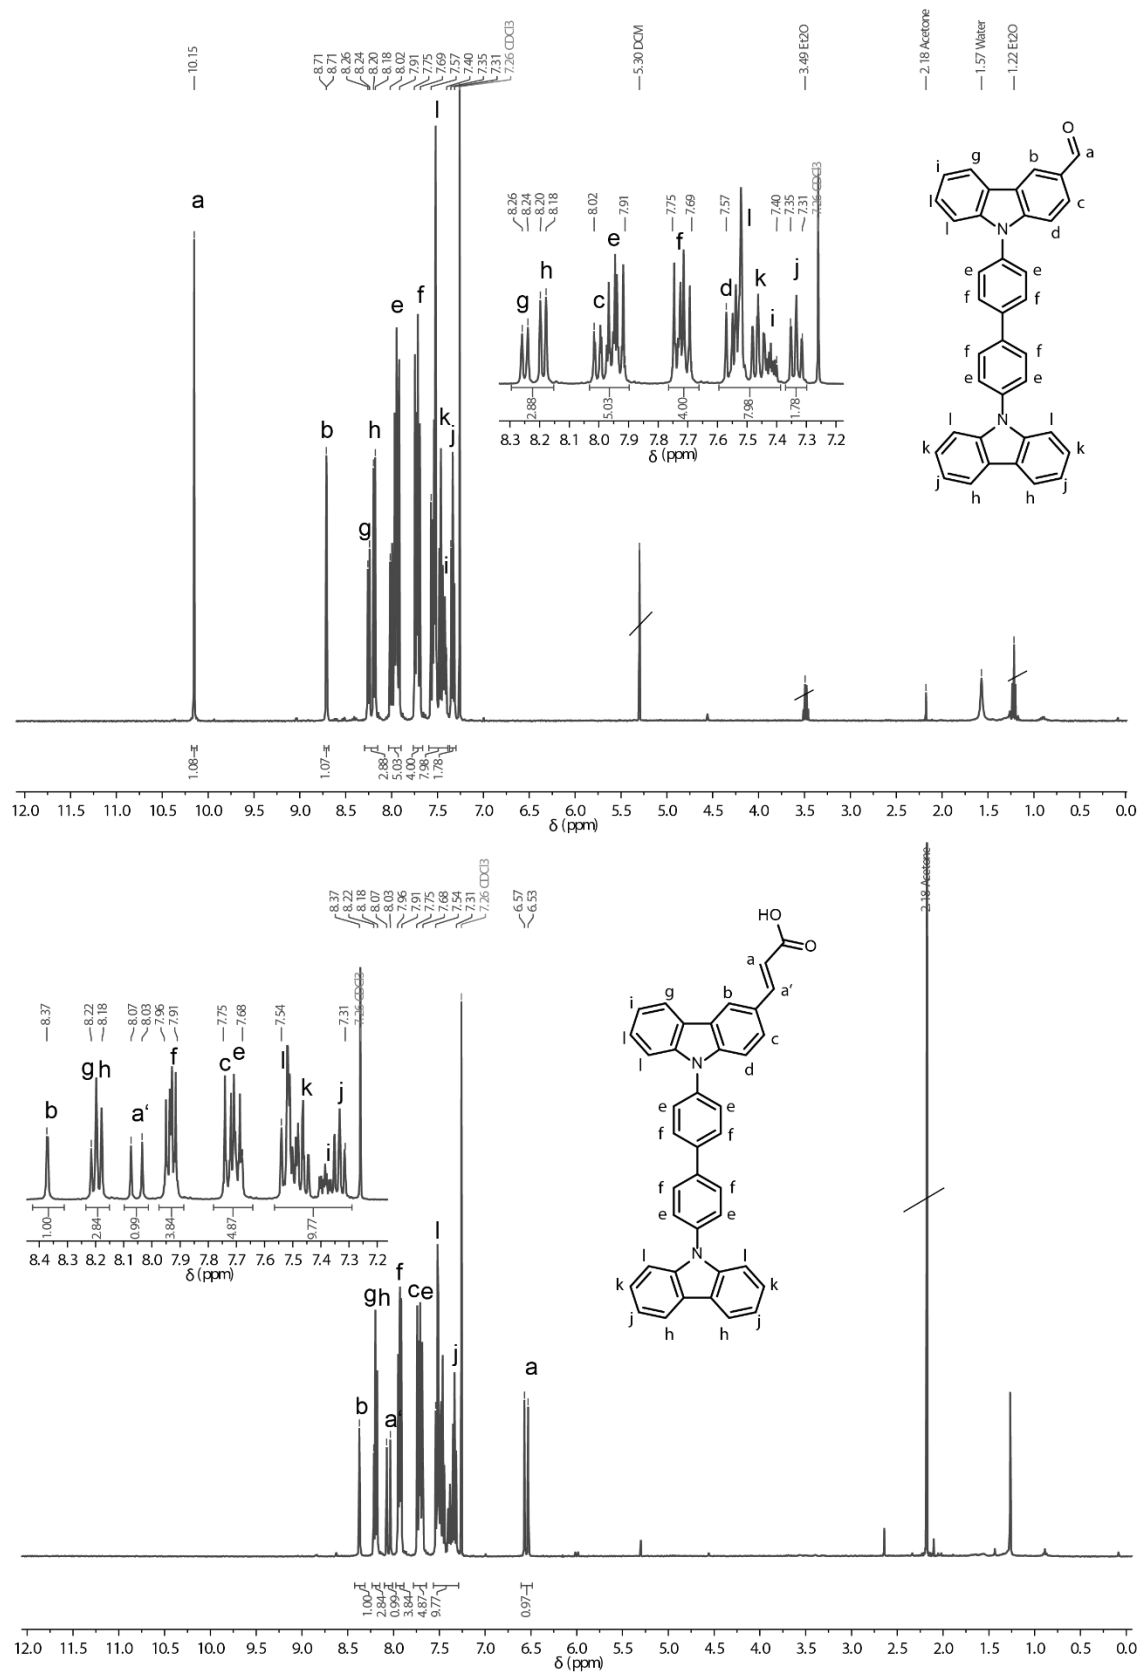 10.15
8.71
8.71
8.26
8.24
8.20
8.18
8.02
7.91
7.75
7.69
7.57
7.40
7.35
7.31
7.26 CDCl3
5.30 DCM
3.49 Et2O
2.18 Acetone
1.57 Water
1.22 Et2O
a
b
g
h
e
f
l
k
j
i
8.26
8.24
8.20
8.18
8.02
7.91
7.75
7.69
7.57
7.40
7.35
7.31
7.26 CDCl3
g
h
c
e
f
d
l
k
i
j
2.88
5.03
4.00
7.98
1.78
8.3 8.2 8.1 8.0 7.9 7.8 7.7 7.6 7.5 7.4 7.3 7.2
δ (ppm)
O
a
i g b
l c
l N d
e e
f f
f f
e e
l N l
k k
j h h j
1.08
1.07
2.88
5.03
4.00
7.98
1.78
12.0 11.5 11.0 10.5 10.0 9.5 9.0 8.5 8.0 7.5 7.0 6.5 6.0 5.5 5.0 4.5 4.0 3.5 3.0 2.5 2.0 1.5 1.0 0.5 0.0
δ (ppm)
8.37
8.22
8.18
8.07
8.03
7.96
7.91
7.75
7.68
7.54
7.31
7.26 CDCl3
6.57
6.53
2.18 Acetone
8.37
8.22
8.18
8.07
8.03
7.96
7.91
7.75
7.68
7.54
7.31
7.26 CDCl3
b
g h
a‘
f
c e
l
k
i
j
1.00
2.84
0.99
3.84
4.87
9.77
8.4 8.3 8.2 8.1 8.0 7.9 7.8 7.7 7.6 7.5 7.4 7.3 7.2
δ (ppm)
HO
O
a
a'
i g b
l c
l N d
e e
f f
f f
e e
l N l
k k
j h h j
b
gh
a‘
f
ce
l
j
a
1.00
2.84
0.99
3.84
4.87
9.77
0.97
12.0 11.5 11.0 10.5 10.0 9.5 9.0 8.5 8.0 7.5 7.0 6.5 6.0 5.5 5.0 4.5 4.0 3.5 3.0 2.5 2.0 1.5 1.0 0.5 0.0
δ (ppm)